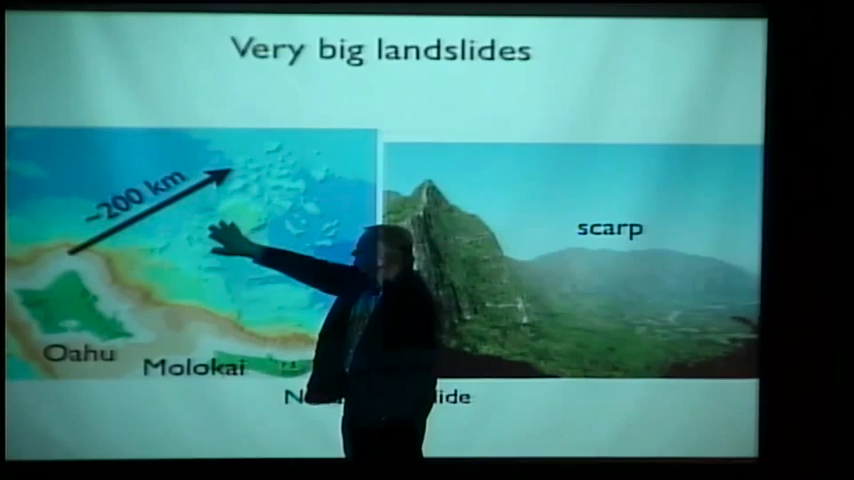 Very big landslides
~200 km
scarp
Oahu
Molokai